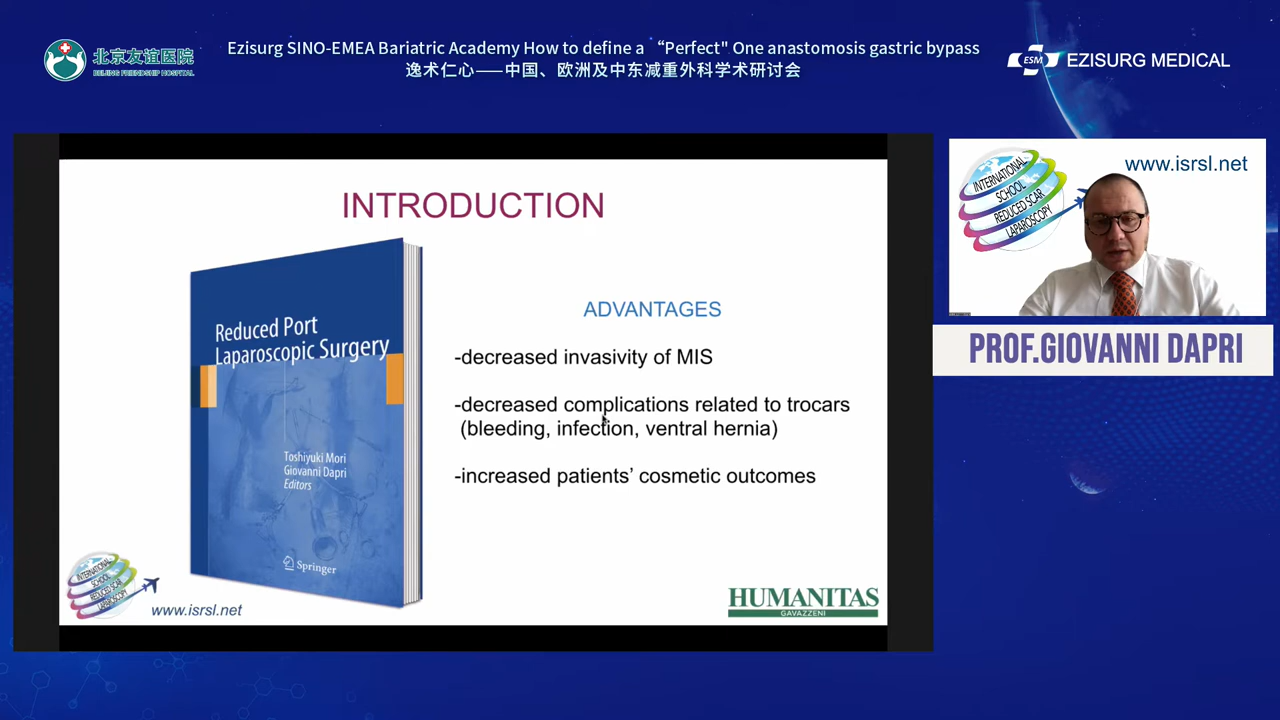 北京友谊医院
BEIJING FRIENDSHIP HOSPITAL
Ezisurg SINO-EMEA Bariatric Academy How to define a “Perfect" One anastomosis gastric bypass
逸术仁心——中国、欧洲及中东减重外科学术研讨会
ESM
EZISURG MEDICAL
INTRODUCTION
Reduced Port
Laparoscopic Surgery
Toshiyuki Mori
Giovanni Dapri
Editors
Springer
ADVANTAGES
-decreased invasivity of MIS
-decreased complications related to trocars
(bleeding, infection, ventral hernia)
-increased patients’ cosmetic outcomes
INTERNATIONAL
SCHOOL
REDUCED SCAR
LAPAROSCOPY
www.isrsl.net
HUMANITAS
GAVAZZENI
INTERNATIONAL
SCHOOL
REDUCED SCAR
LAPAROSCOPY
www.isrsl.net
PROF.GIOVANNI DAPRI